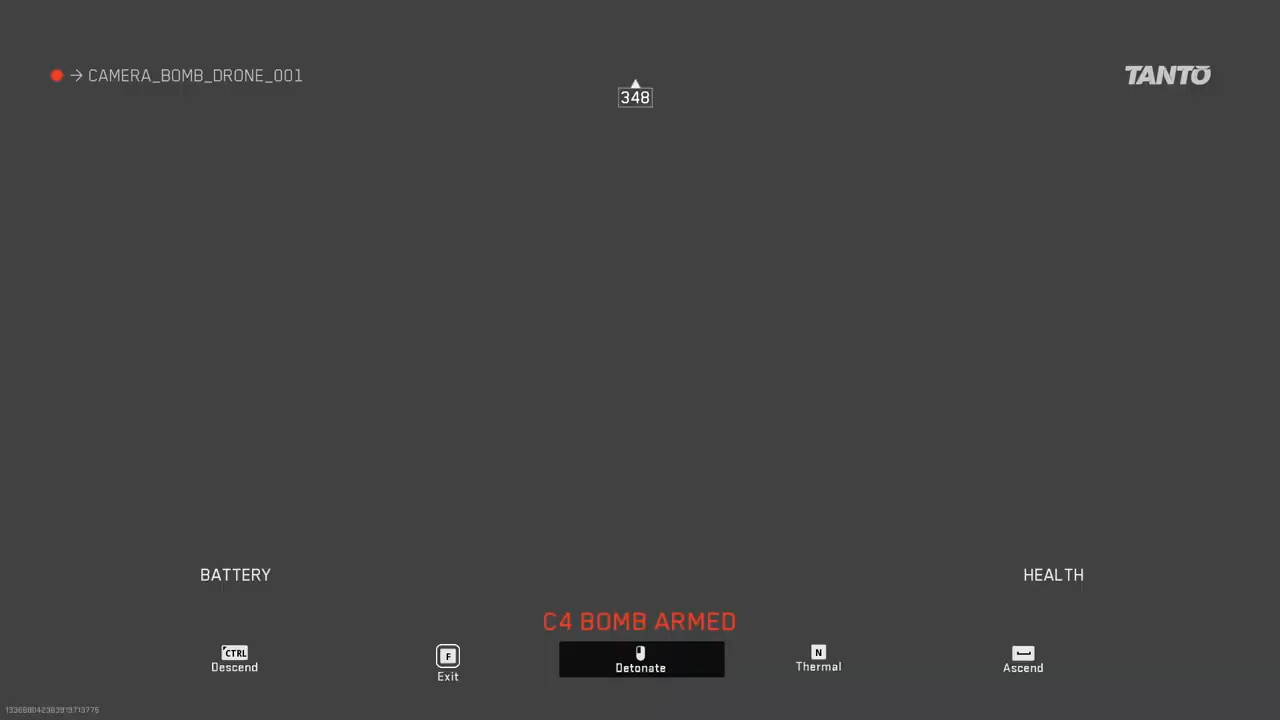 → CAMERA_BOMB_DRONE_001
TANTO
348
BATTERY
HEALTH
C4 BOMB ARMED
CTRL
Descend
F
Exit
Detonate
N
Thermal
Ascend